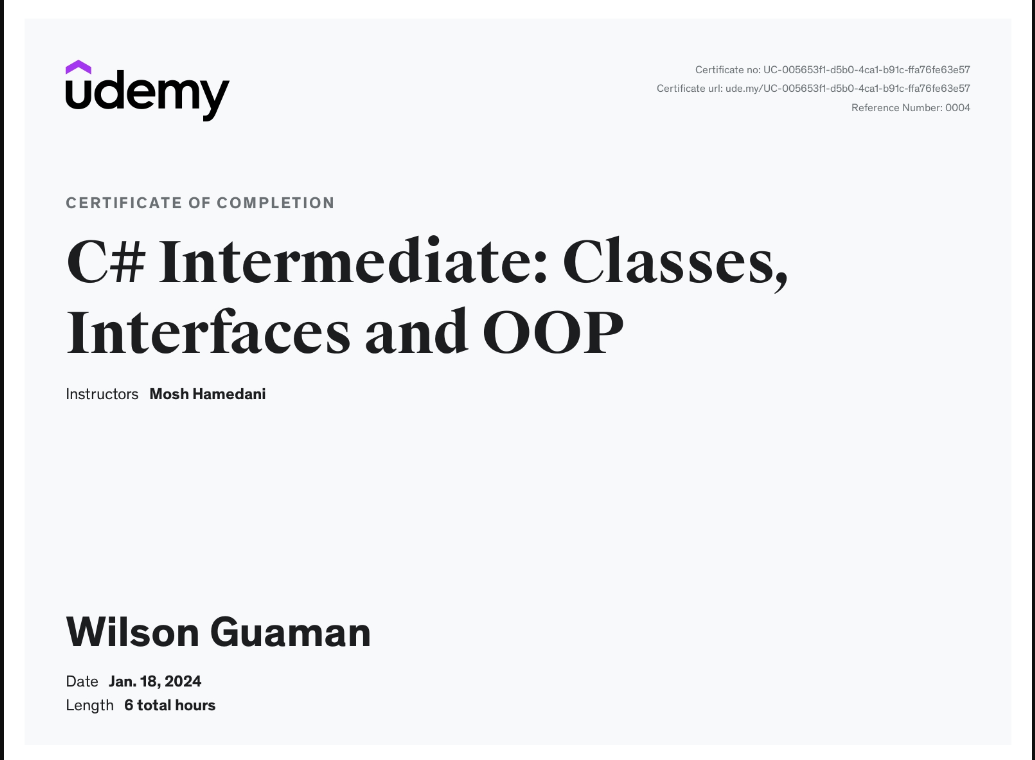 udemy
Certificate no: UC-005653f1-d5b0-4ca1-b91c-ffa76fe63e57
Certificate url: ude.my/UC-005653f1-d5b0-4ca1-b91c-ffa76fe63e57
Reference Number: 0004
CERTIFICATE OF COMPLETION
C# Intermediate: Classes,
Interfaces and OOP
Instructors Mosh Hamedani
Wilson Guaman
Date Jan. 18, 2024
Length 6 total hours